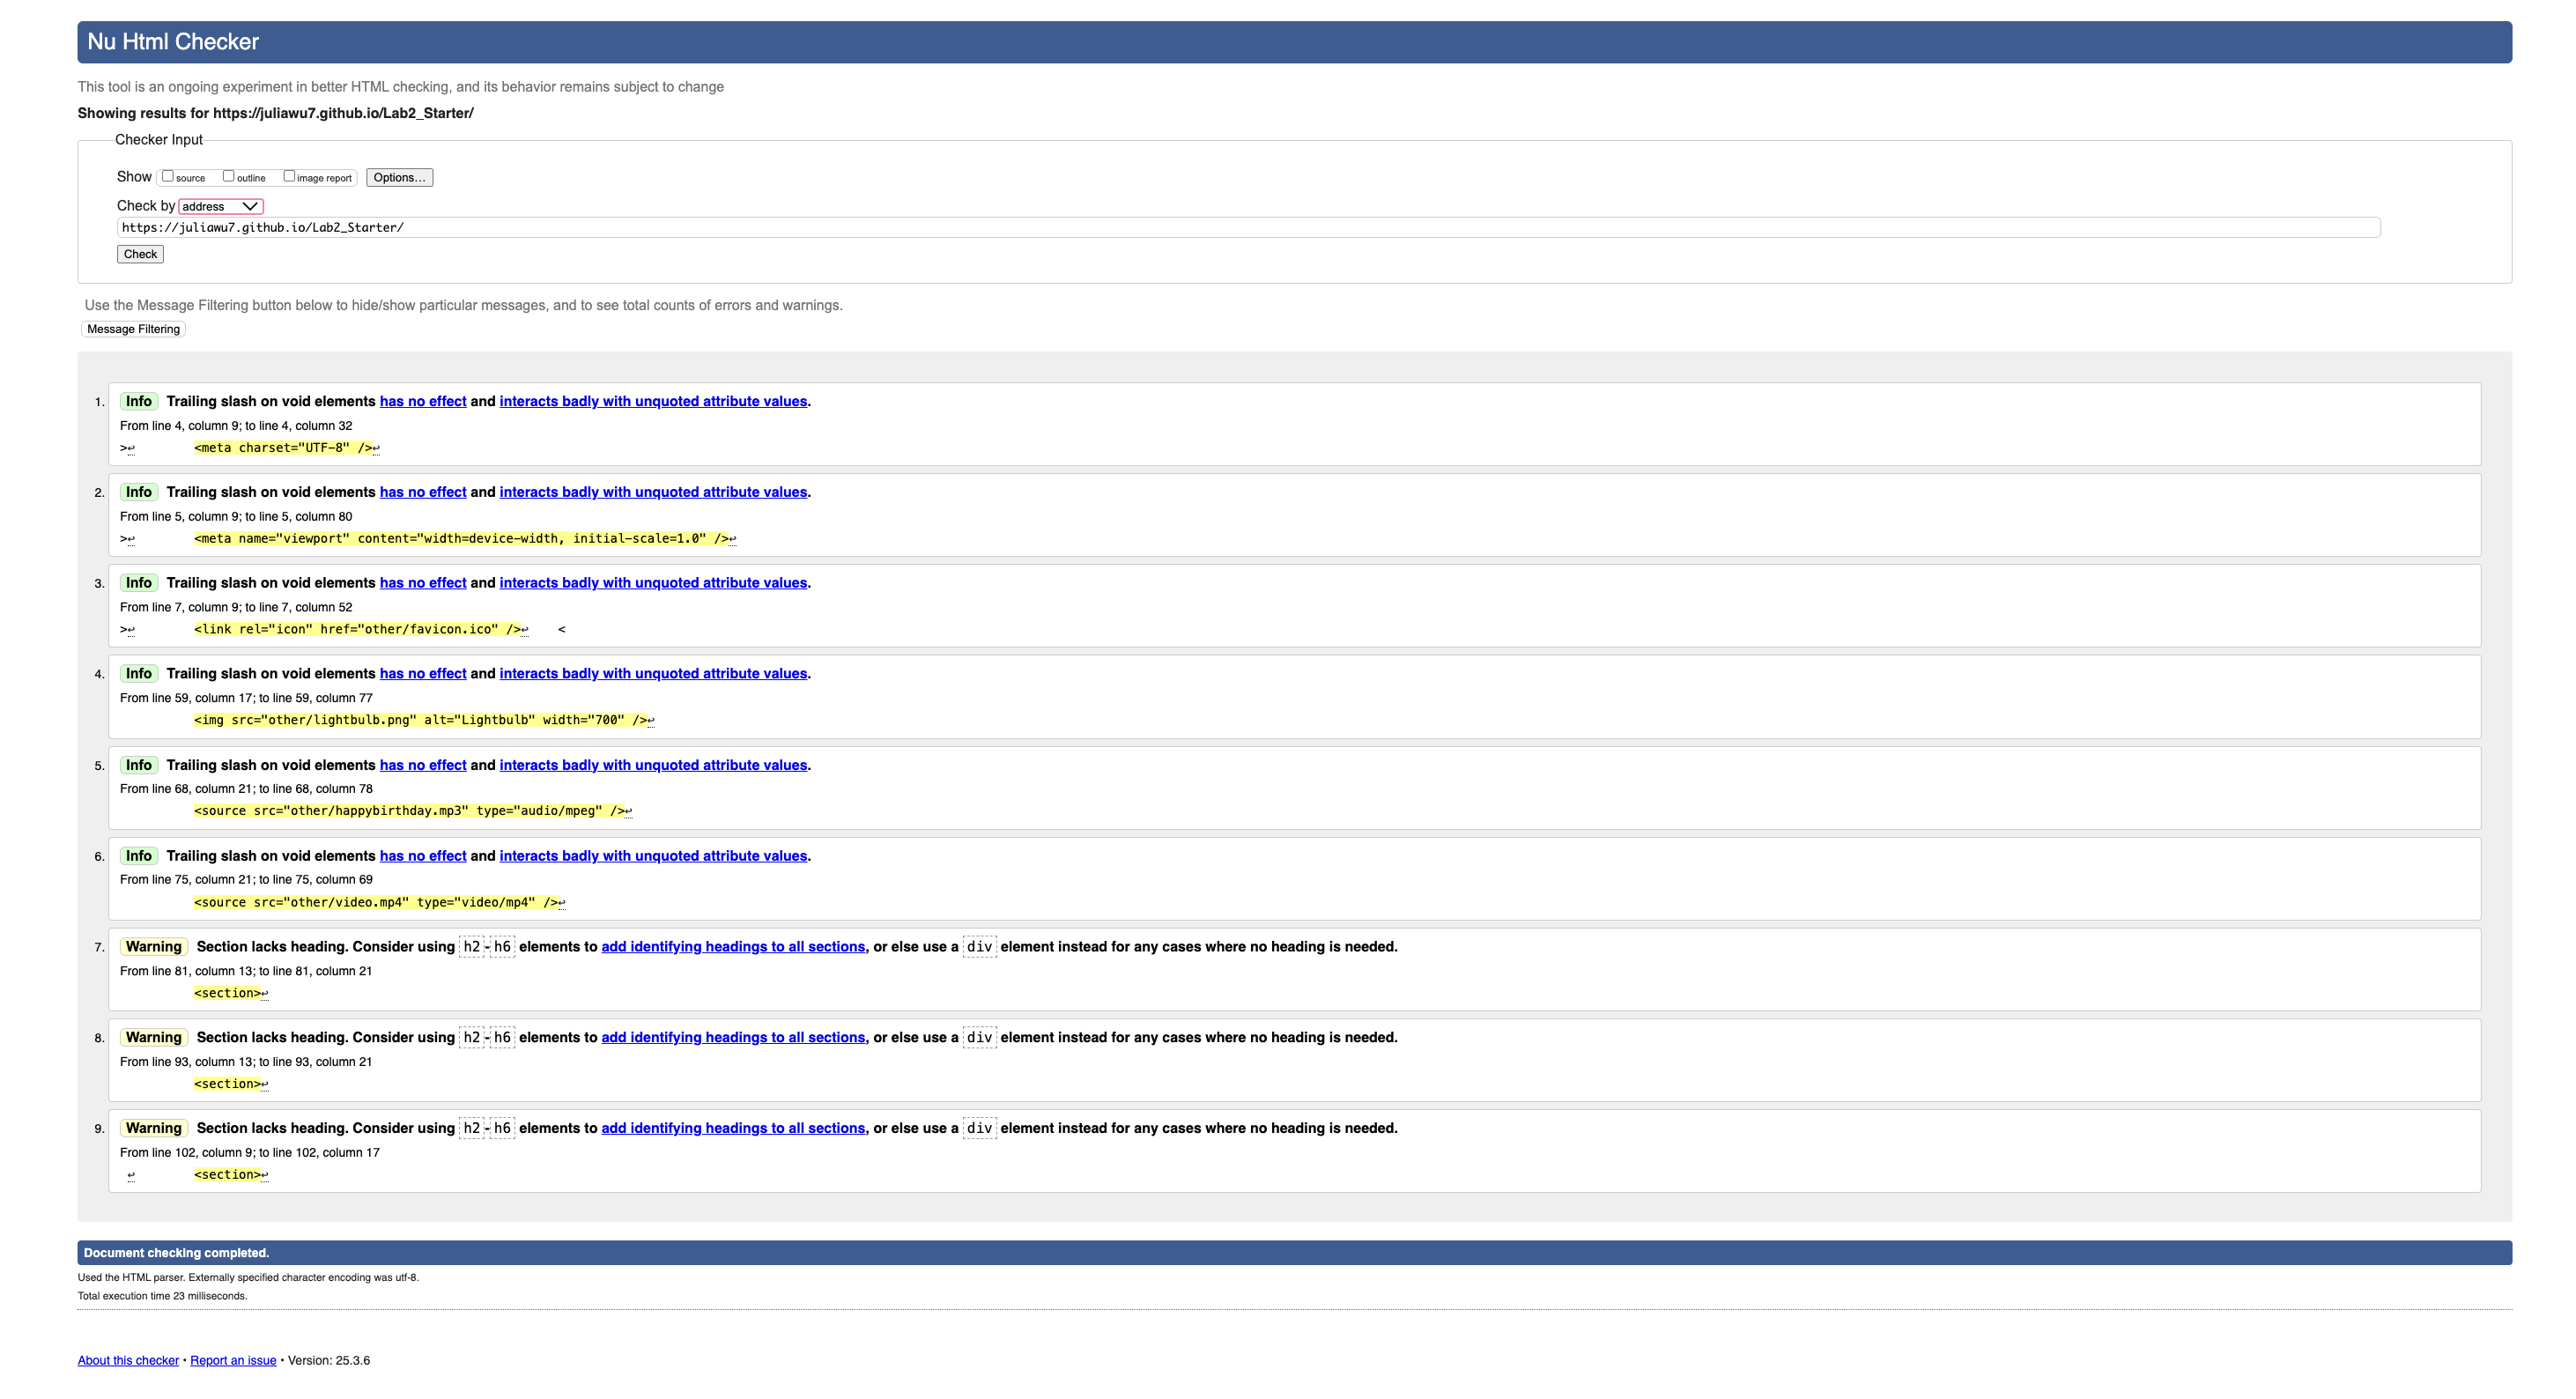 Nu Html Checker
This tool is an ongoing experiment in better HTML checking, and its behavior remains subject to change
Showing results for https://juliawu7.github.io/Lab2_Starter/
Checker Input
Show source outline image report Options...
Check by address
https://juliawu7.github.io/Lab2_Starter/
Check
Use the Message Filtering button below to hide/show particular messages, and to see total counts of errors and warnings.
Message Filtering
1. Info Trailing slash on void elements has no effect and interacts badly with unquoted attribute values.
From line 4, column 9; to line 4, column 32
>↩ <meta charset="UTF-8" />↩
2. Info Trailing slash on void elements has no effect and interacts badly with unquoted attribute values.
From line 5, column 9; to line 5, column 80
>↩ <meta name="viewport" content="width=device-width, initial-scale=1.0" />↩
3. Info Trailing slash on void elements has no effect and interacts badly with unquoted attribute values.
From line 7, column 9; to line 7, column 52
>↩ <link rel="icon" href="other/favicon.ico" />↩ <
4. Info Trailing slash on void elements has no effect and interacts badly with unquoted attribute values.
From line 59, column 17; to line 59, column 77
<img src="other/lightbulb.png" alt="Lightbulb" width="700" />↩
5. Info Trailing slash on void elements has no effect and interacts badly with unquoted attribute values.
From line 68, column 21; to line 68, column 78
<source src="other/happybirthday.mp3" type="audio/mpeg" />↩
6. Info Trailing slash on void elements has no effect and interacts badly with unquoted attribute values.
From line 75, column 21; to line 75, column 69
<source src="other/video.mp4" type="video/mp4" />↩
7. Warning Section lacks heading. Consider using h2-h6 elements to add identifying headings to all sections, or else use a div element instead for any cases where no heading is needed.
From line 81, column 13; to line 81, column 21
<section>↩
8. Warning Section lacks heading. Consider using h2-h6 elements to add identifying headings to all sections, or else use a div element instead for any cases where no heading is needed.
From line 93, column 13; to line 93, column 21
<section>↩
9. Warning Section lacks heading. Consider using h2-h6 elements to add identifying headings to all sections, or else use a div element instead for any cases where no heading is needed.
From line 102, column 9; to line 102, column 17
↩ <section>↩
Document checking completed.
Used the HTML parser. Externally specified character encoding was utf-8.
Total execution time 23 milliseconds.
About this checker • Report an issue • Version: 25.3.6